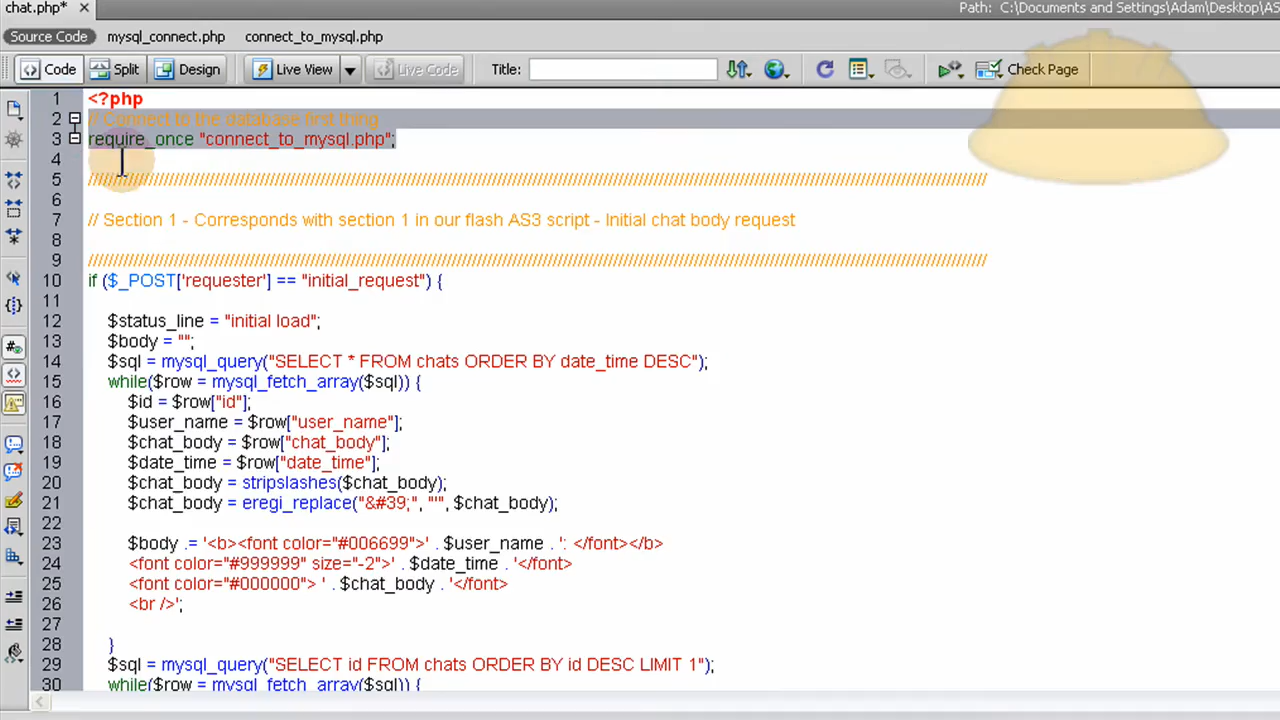 chat.php* ×
Path: C:\Documents and Settings\Adam\Desktop\AS
Source Code mysql_connect.php connect_to_mysql.php
Code Split Design Live View Live Code Title: Check Page
1 <?php
2 // Connect to the database first thing
3 require_once "connect_to_mysql.php";
4
5 //////////////////////////////////////////////////////////////////////////////////////////////////////////////////////////////////////////////////////////////////
6
7 // Section 1 - Corresponds with section 1 in our flash AS3 script - Initial chat body request
8
9 //////////////////////////////////////////////////////////////////////////////////////////////////////////////////////////////////////////////////////////////////
10 if ($_POST['requester'] == "initial_request") {
11
12 $status_line = "initial load";
13 $body = "";
14 $sql = mysql_query("SELECT * FROM chats ORDER BY date_time DESC");
15 while($row = mysql_fetch_array($sql)) {
16 $id = $row["id"];
17 $user_name = $row["user_name"];
18 $chat_body = $row["chat_body"];
19 $date_time = $row["date_time"];
20 $chat_body = stripslashes($chat_body);
21 $chat_body = eregi_replace("&#39;", "'", $chat_body);
22
23 $body .= '<b><font color="#006699">' . $user_name . ': </font></b>
24 <font color="#999999" size="-2">' . $date_time . '</font>
25 <font color="#000000"> ' . $chat_body . '</font>
26 <br />';
27
28 }
29 $sql = mysql_query("SELECT id FROM chats ORDER BY id DESC LIMIT 1");
30 while($row = mysql_fetch_array($sql)) {